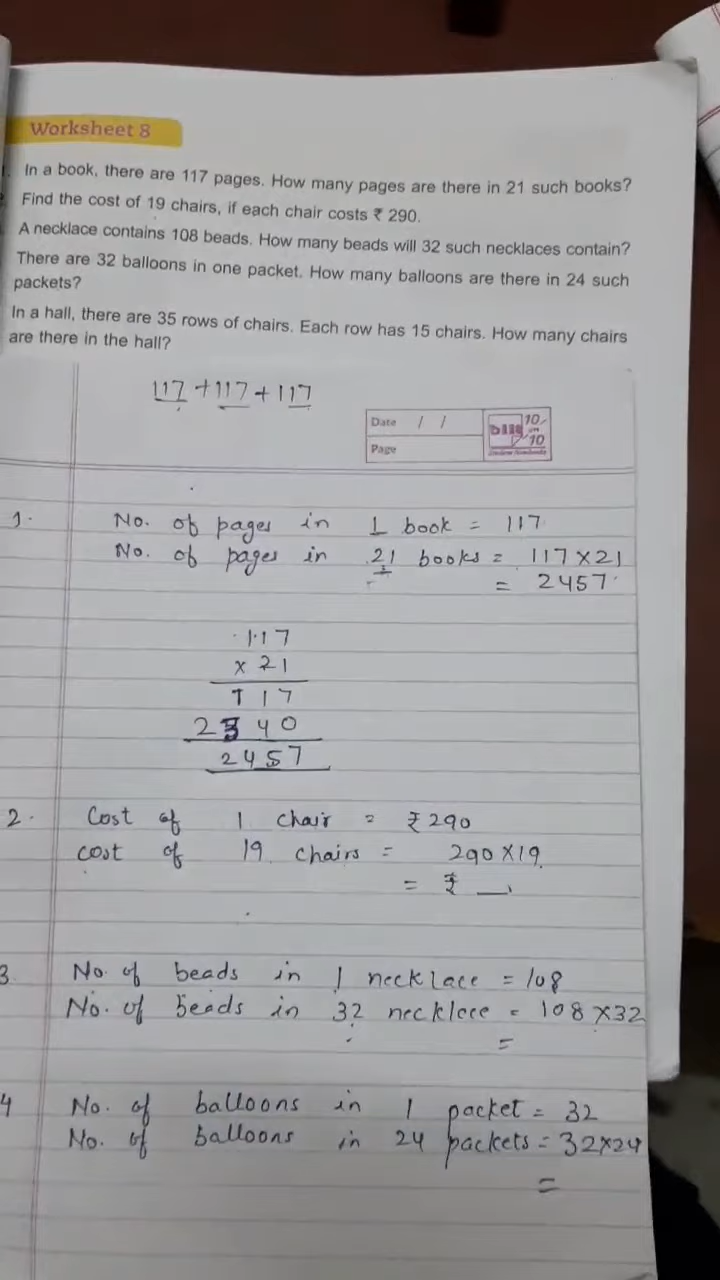 Worksheet 8
In a book, there are 117 pages. How many pages are there in 21 such books?
Find the cost of 19 chairs, if each chair costs ₹ 290.
A necklace contains 108 beads. How many beads will 32 such necklaces contain?
There are 32 balloons in one packet. How many balloons are there in 24 such
packets?
In a hall, there are 35 rows of chairs. Each row has 15 chairs. How many chairs
are there in the hall?
117 + 117 + 117
Date / /
Page
10
on
10
1. No. of pages in 1 book = 117
No. of pages in 21 books = 117 × 21
= 2457
117
× 21
117
2340
2457
2. Cost of 1 chair = ₹290
cost of 19 chairs = 290 × 19
= ₹ __
3. No. of beads in 1 necklace = 108
No. of beads in 32 necklece = 108 × 32
=
4 No. of balloons in 1 packet = 32
No. of balloons in 24 packets = 32×24
=